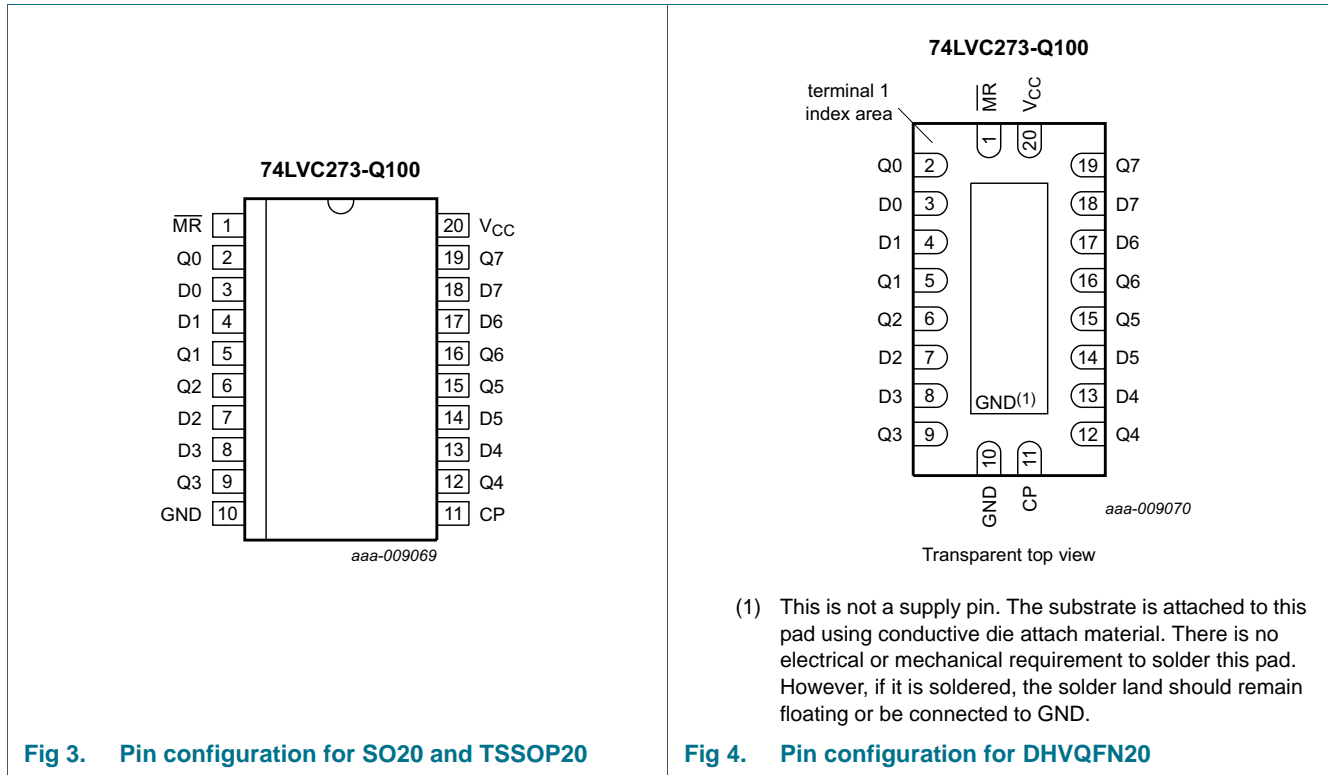 74LVC273-Q100
MR 1
Q0 2
D0 3
D1 4
Q1 5
Q2 6
D2 7
D3 8
Q3 9
GND 10
20 VCC
19 Q7
18 D7
17 D6
16 Q6
15 Q5
14 D5
13 D4
12 Q4
11 CP
aaa-009069
Fig 3. Pin configuration for SO20 and TSSOP20
74LVC273-Q100
terminal 1
index area
MR
VCC
1
20
Q0 2
D0 3
D1 4
Q1 5
Q2 6
D2 7
D3 8
Q3 9
19 Q7
18 D7
17 D6
16 Q6
15 Q5
14 D5
13 D4
12 Q4
GND(1)
10
11
GND
CP
aaa-009070
Transparent top view
(1) This is not a supply pin. The substrate is attached to this
pad using conductive die attach material. There is no
electrical or mechanical requirement to solder this pad.
However, if it is soldered, the solder land should remain
floating or be connected to GND.
Fig 4. Pin configuration for DHVQFN20